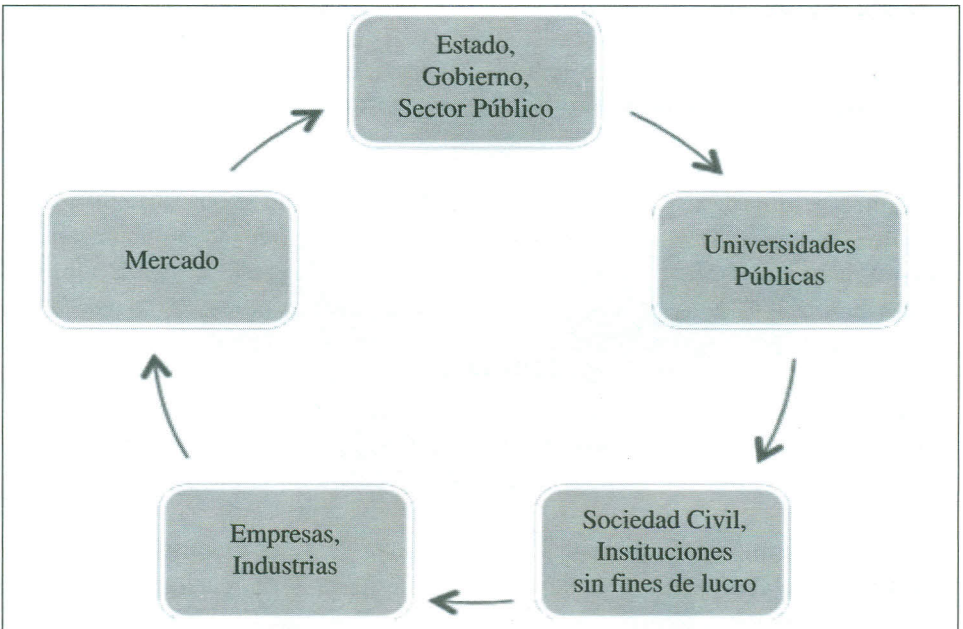 Estado,
Gobierno,
Sector Público
Universidades
Públicas
Sociedad Civil,
Instituciones
sin fines de lucro
Empresas,
Industrias
Mercado